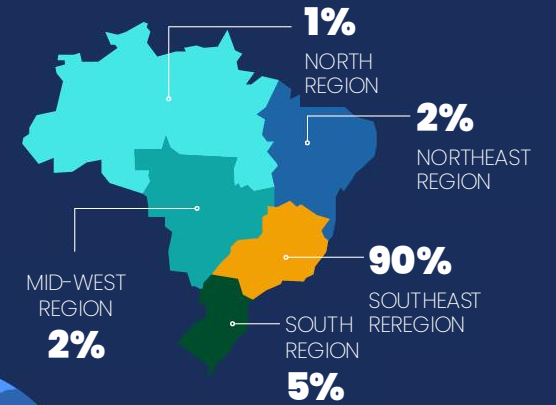 1%
NORTH
REGION
2%
NORTHEAST
REGION
90%
SOUTHEAST
REREGION
MID-WEST
REGION
2%
SOUTH
REGION
5%